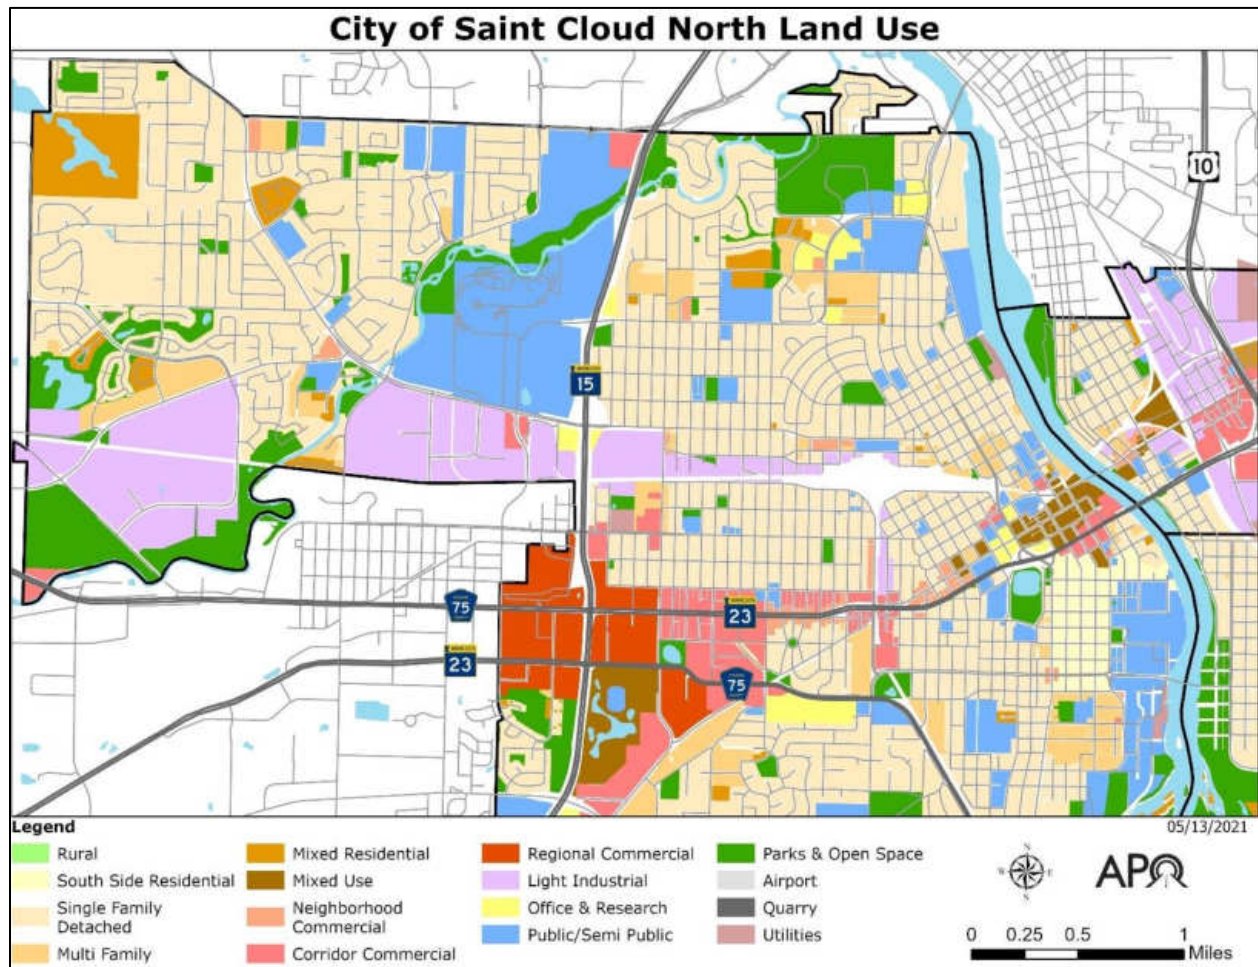 City of Saint Cloud North Land Use
10
15
75
23
23
75
Legend
05/13/2021
Rural
South Side Residential
Single Family
Detached
Multi Family
Mixed Residential
Mixed Use
Neighborhood
Commercial
Corridor Commercial
Regional Commercial
Light Industrial
Office & Research
Public/Semi Public
Parks & Open Space
Airport
Quarry
Utilities
N
W E
S
APO
0 0.25 0.5 1
Miles